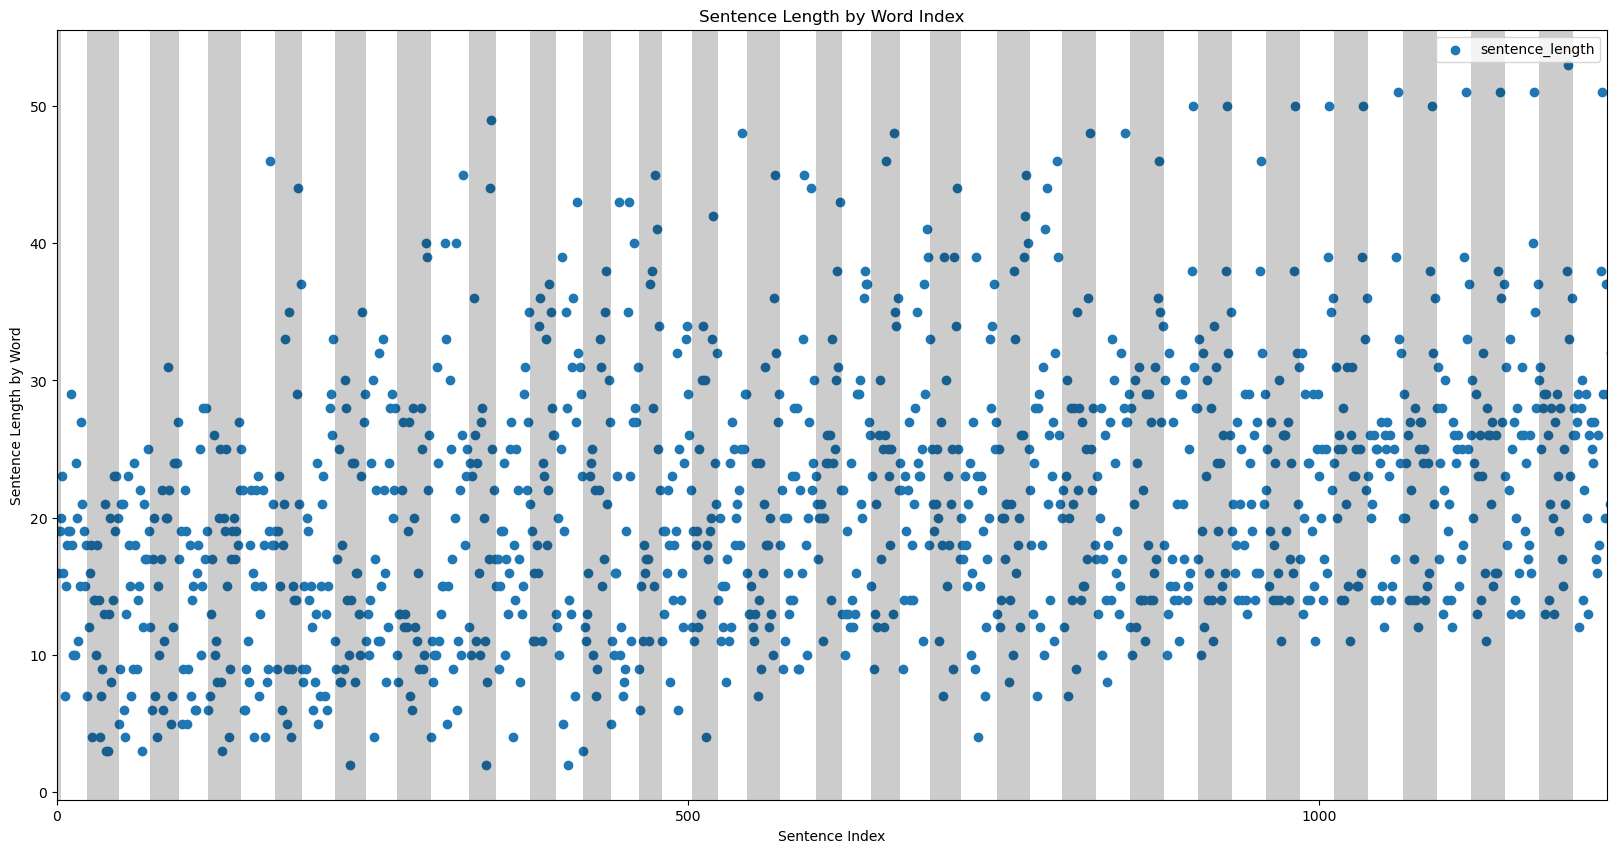 Sentence Length by Word Index
sentence_length
Sentence Length by Word
50
40
30
20
10
0
0
500
1000
Sentence Index